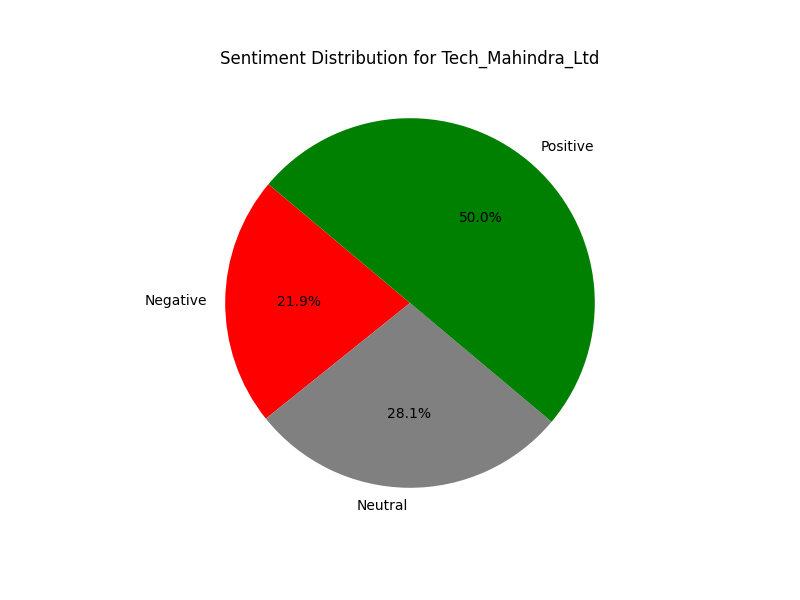 Sentiment Distribution for Tech_Mahindra_Ltd
Positive
50.0%
Negative
21.9%
28.1%
Neutral